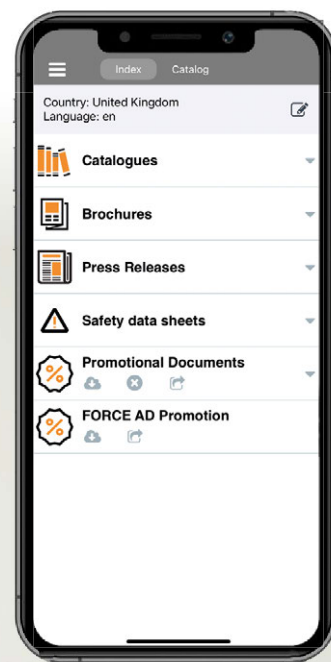 Index Catalog
Country: United Kingdom
Language: en
Catalogues
Brochures
Press Releases
Safety data sheets
Promotional Documents
FORCE AD Promotion